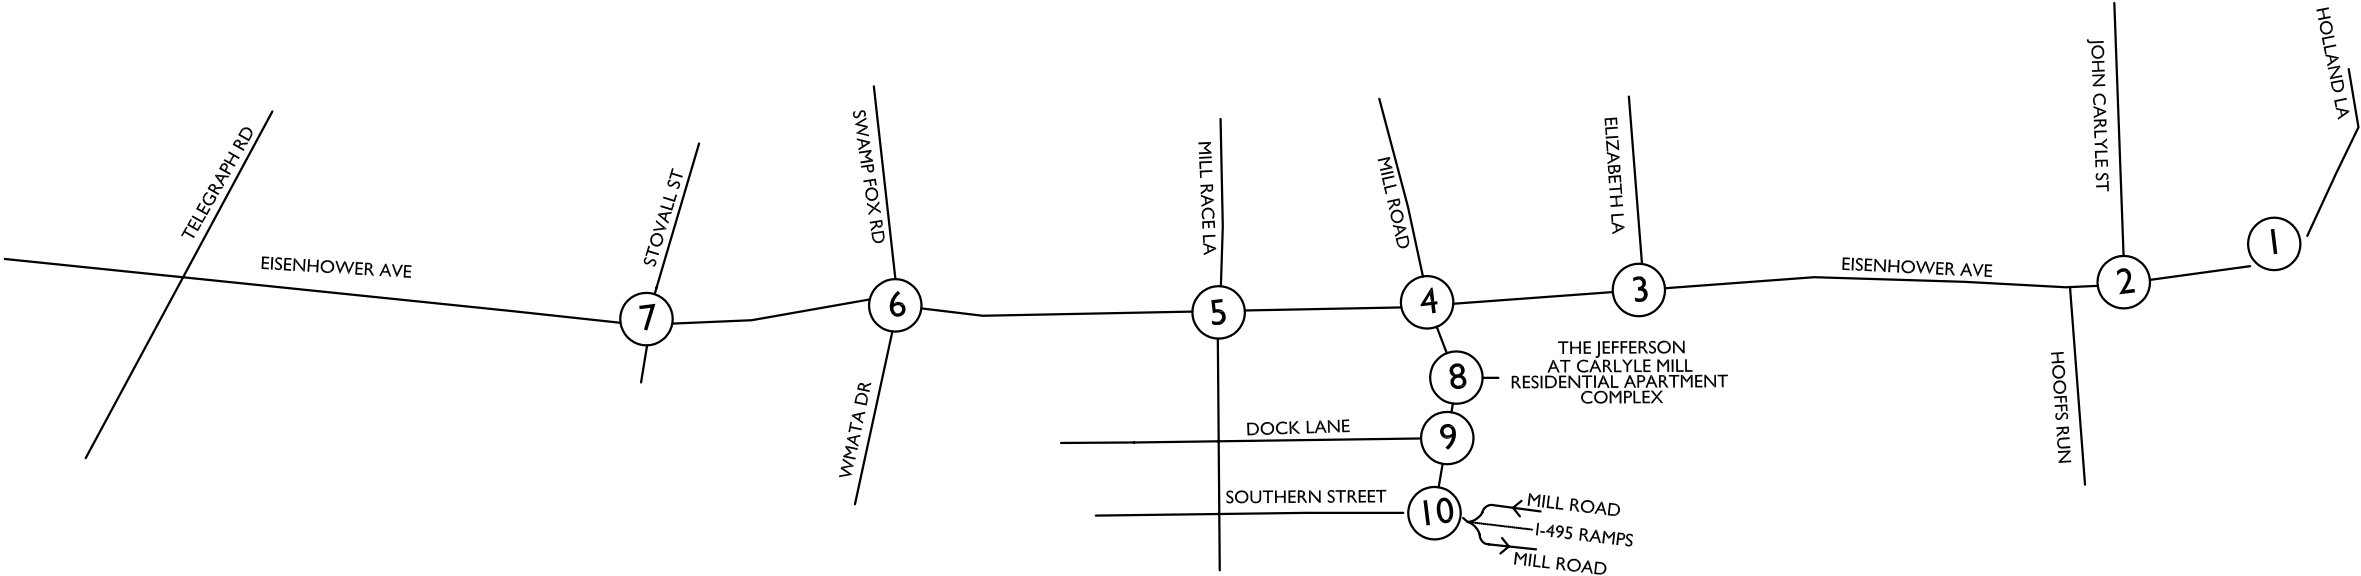 HOLLAND LA
JOHN CARLYLE ST
ELIZABETH LA
MILL ROAD
MILL RACE LA
SWAMP FOX RD
STOVALL ST
TELEGRAPH RD
EISENHOWER AVE
EISENHOWER AVE
1
2
3
4
5
6
7
8
THE JEFFERSON
AT CARLYLE MILL
RESIDENTIAL APARTMENT
COMPLEX
HOOFFS RUN
WMATA DR
DOCK LANE
9
SOUTHERN STREET
10
MILL ROAD
I-495 RAMPS
MILL ROAD